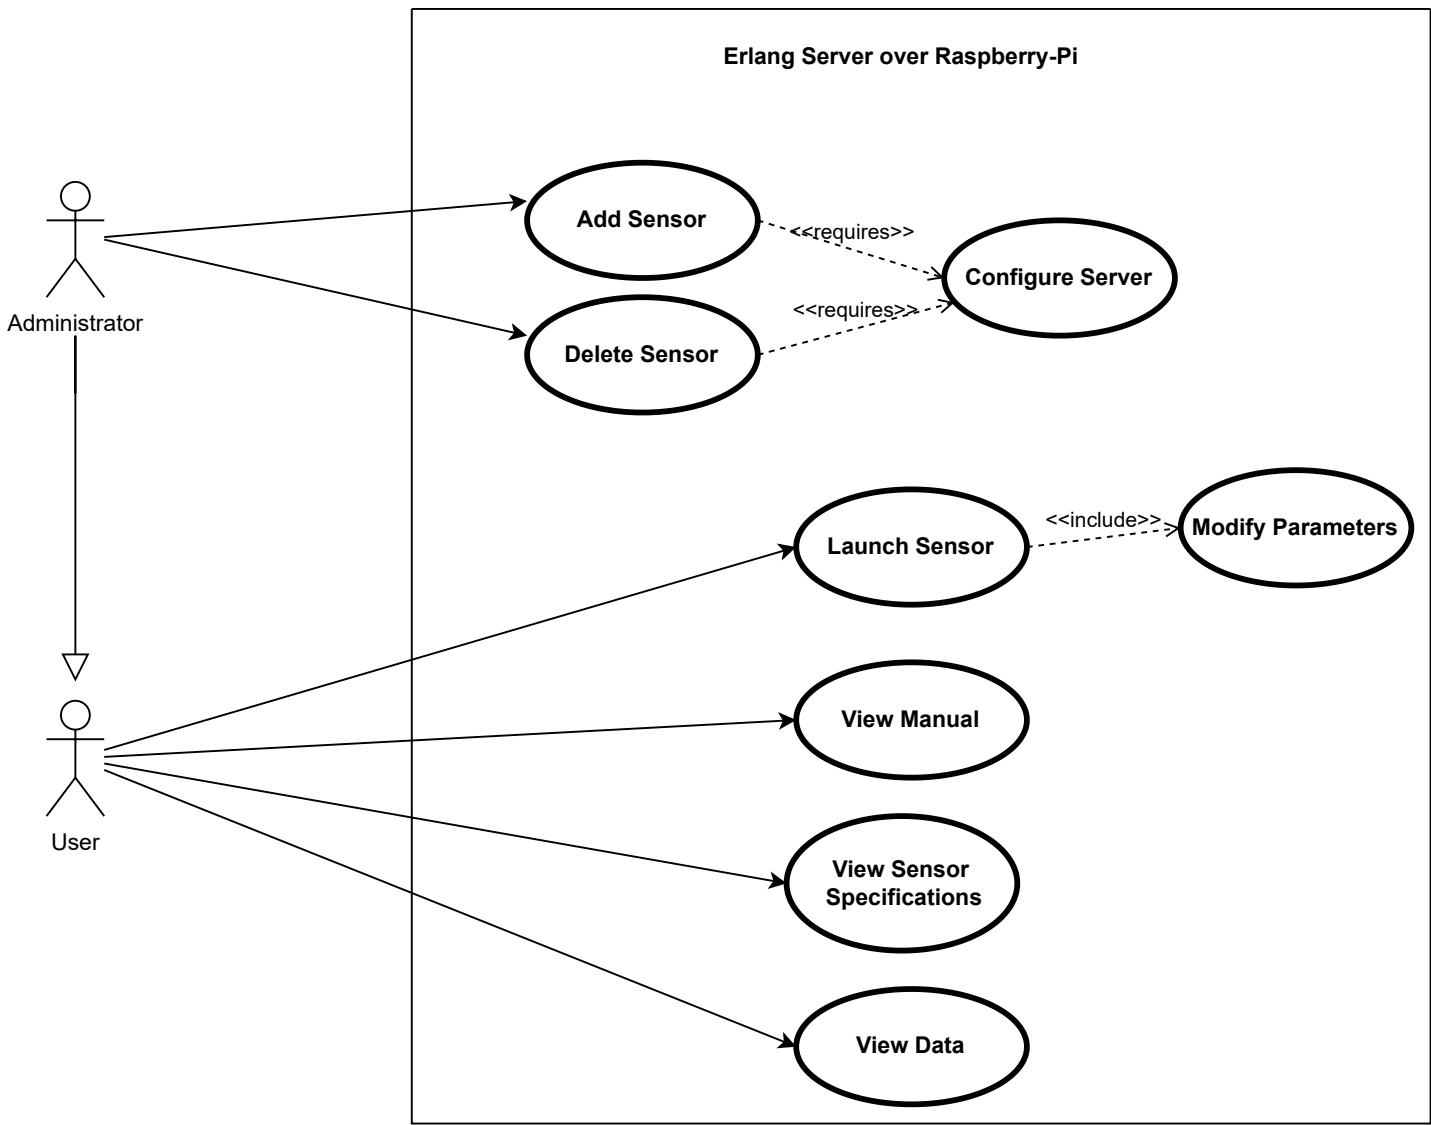 Erlang Server over Raspberry-Pi
Administrator
Add Sensor
<<requires>>
Configure Server
<<requires>>
Delete Sensor
Launch Sensor
<<include>>
Modify Parameters
User
View Manual
View Sensor
Specifications
View Data